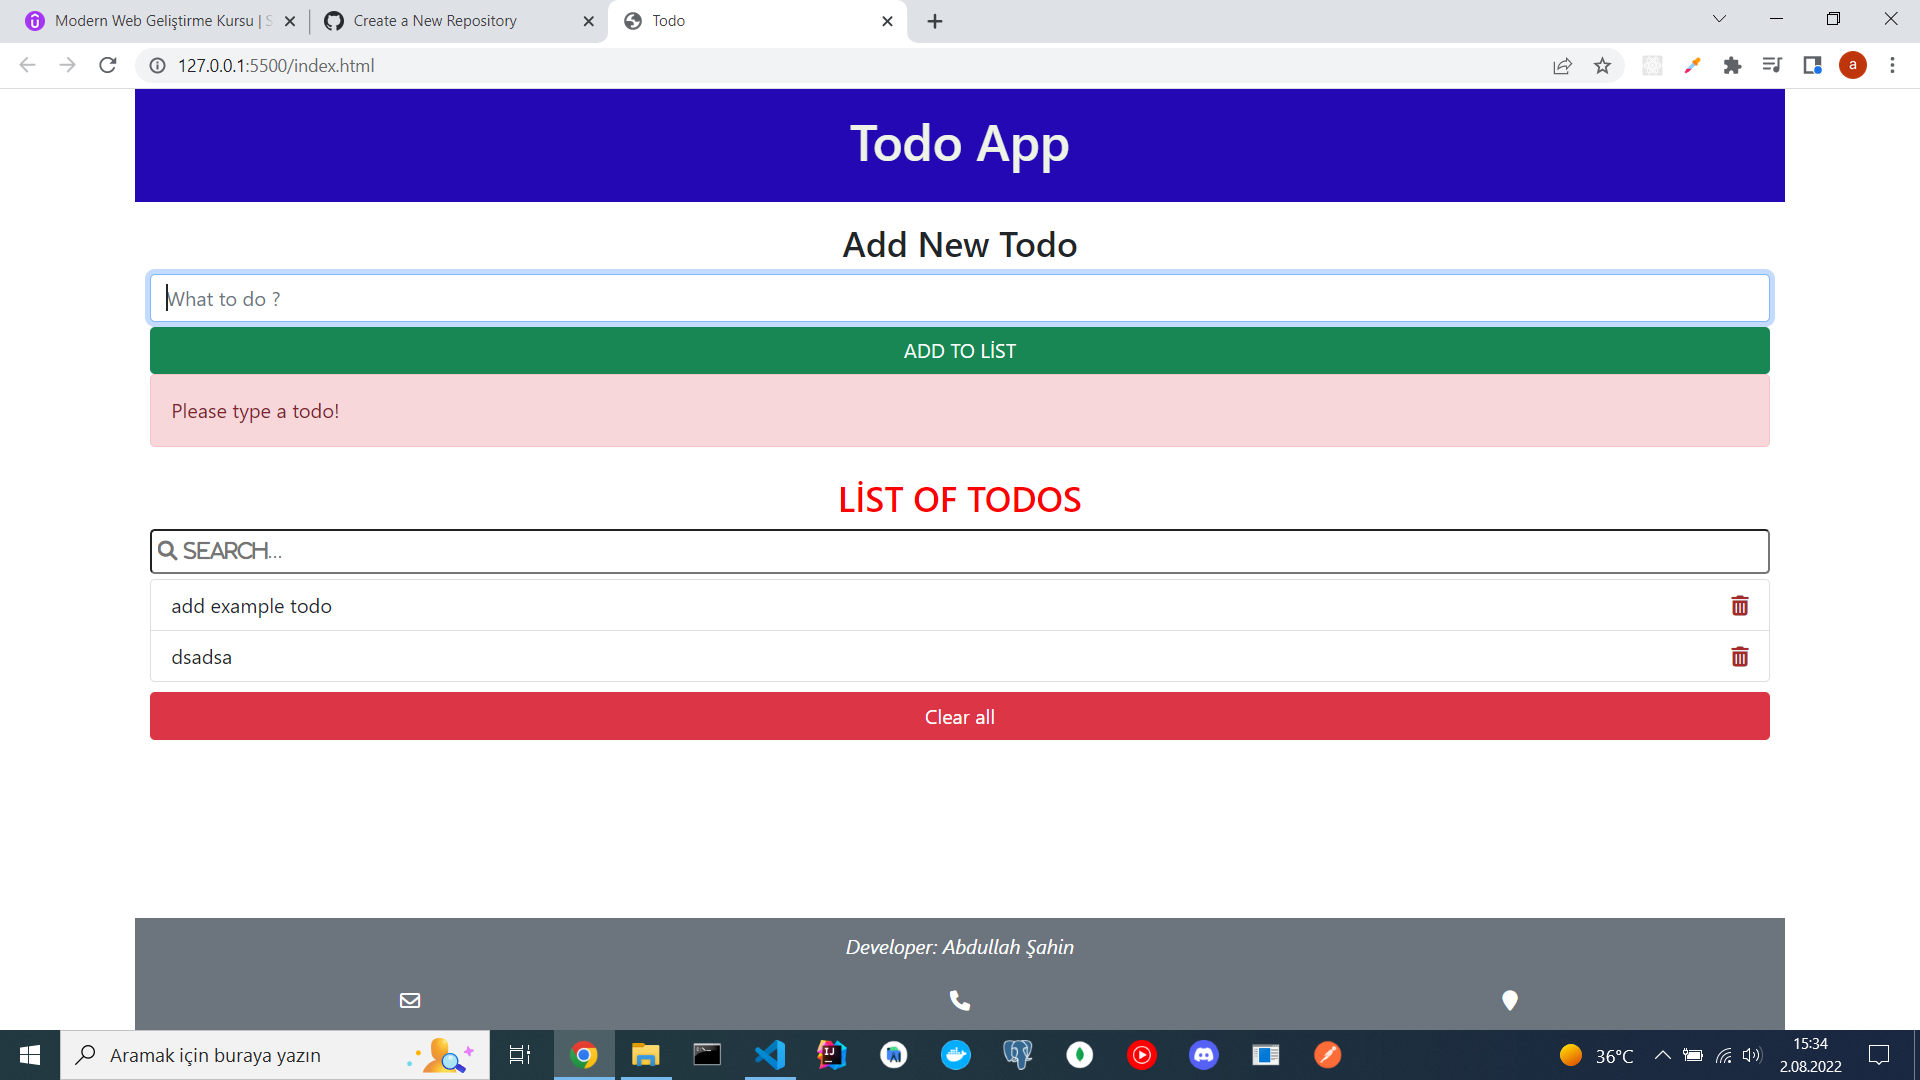 Modern Web Geliştirme Kursu | S
Create a New Repository
Todo
127.0.0.1:5500/index.html
a
Todo App
Add New Todo
What to do ?
ADD TO LİST
Please type a todo!
LİST OF TODOS
SEARCH...
add example todo
dsadsa
Clear all
Developer: Abdullah Şahin
Aramak için buraya yazın
36°C
15:34
2.08.2022